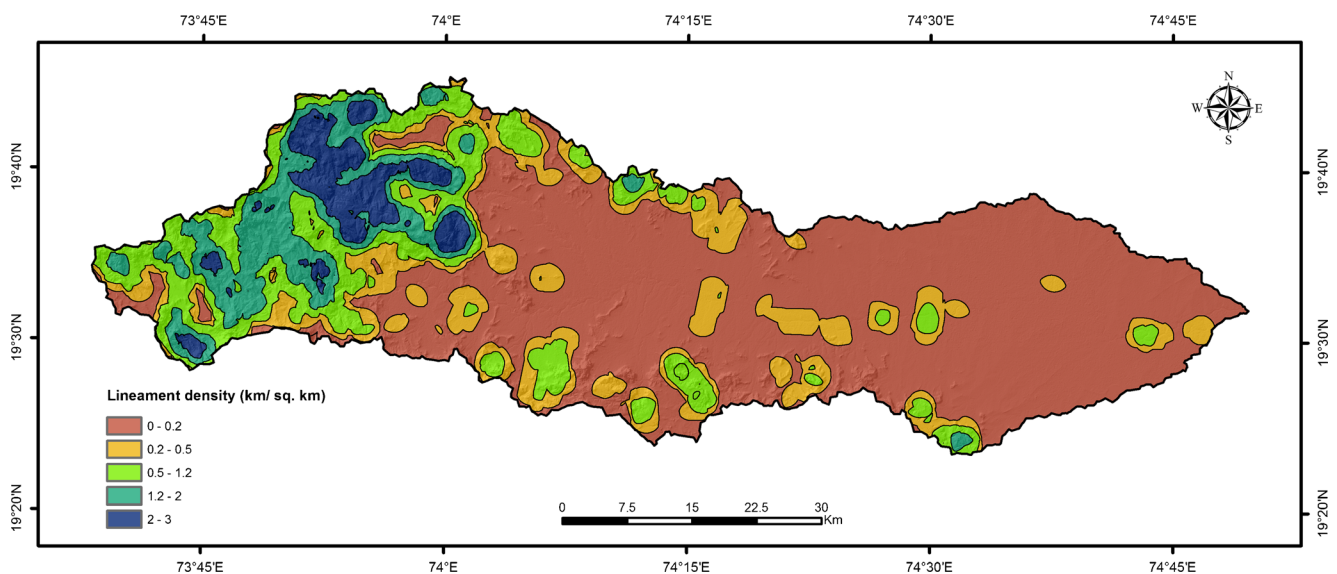 73°45'E 74°E 74°15'E 74°30'E 74°45'E
N
W E
S
19°40'N 19°40'N
19°30'N 19°30'N
Lineament density (km/ sq. km)
0 - 0.2
0.2 - 0.5
0.5 - 1.2
1.2 - 2
2 - 3
19°20'N 19°20'N
0 7.5 15 22.5 30
Km
73°45'E 74°E 74°15'E 74°30'E 74°45'E